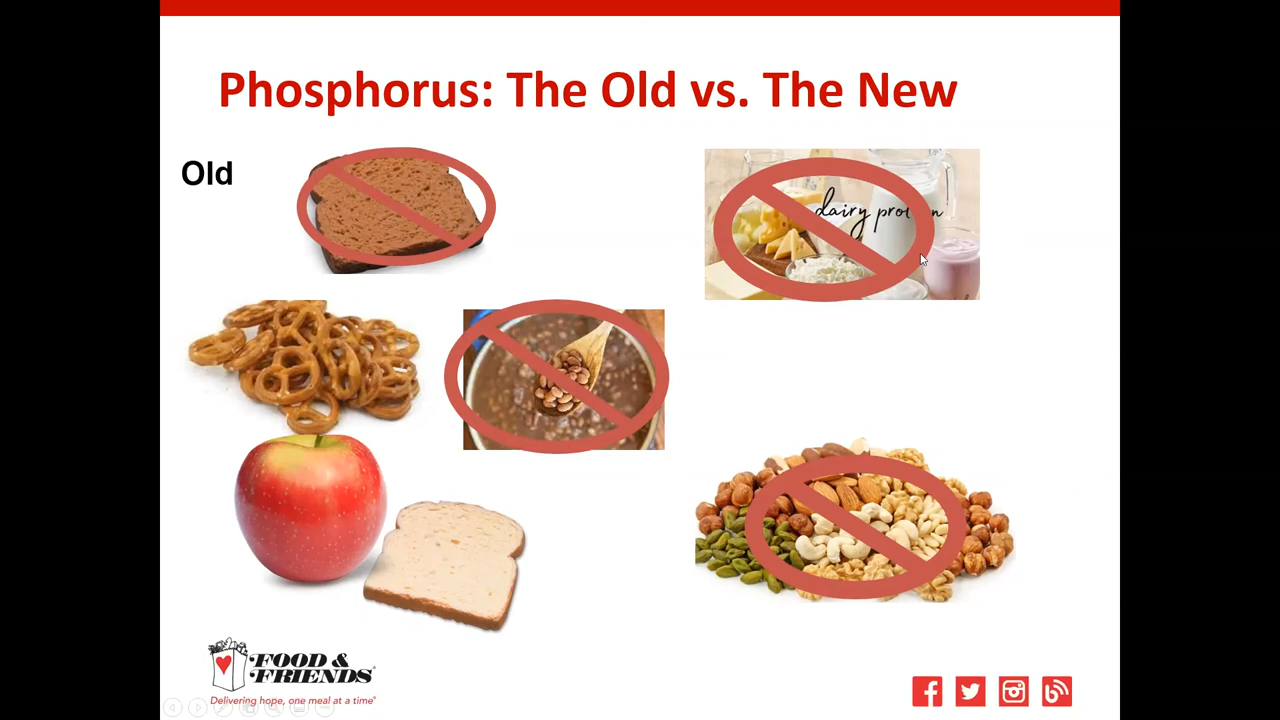 Phosphorus: The Old vs. The New
Old
dairy protein
FOOD &
FRIENDS
Delivering hope, one meal at a time